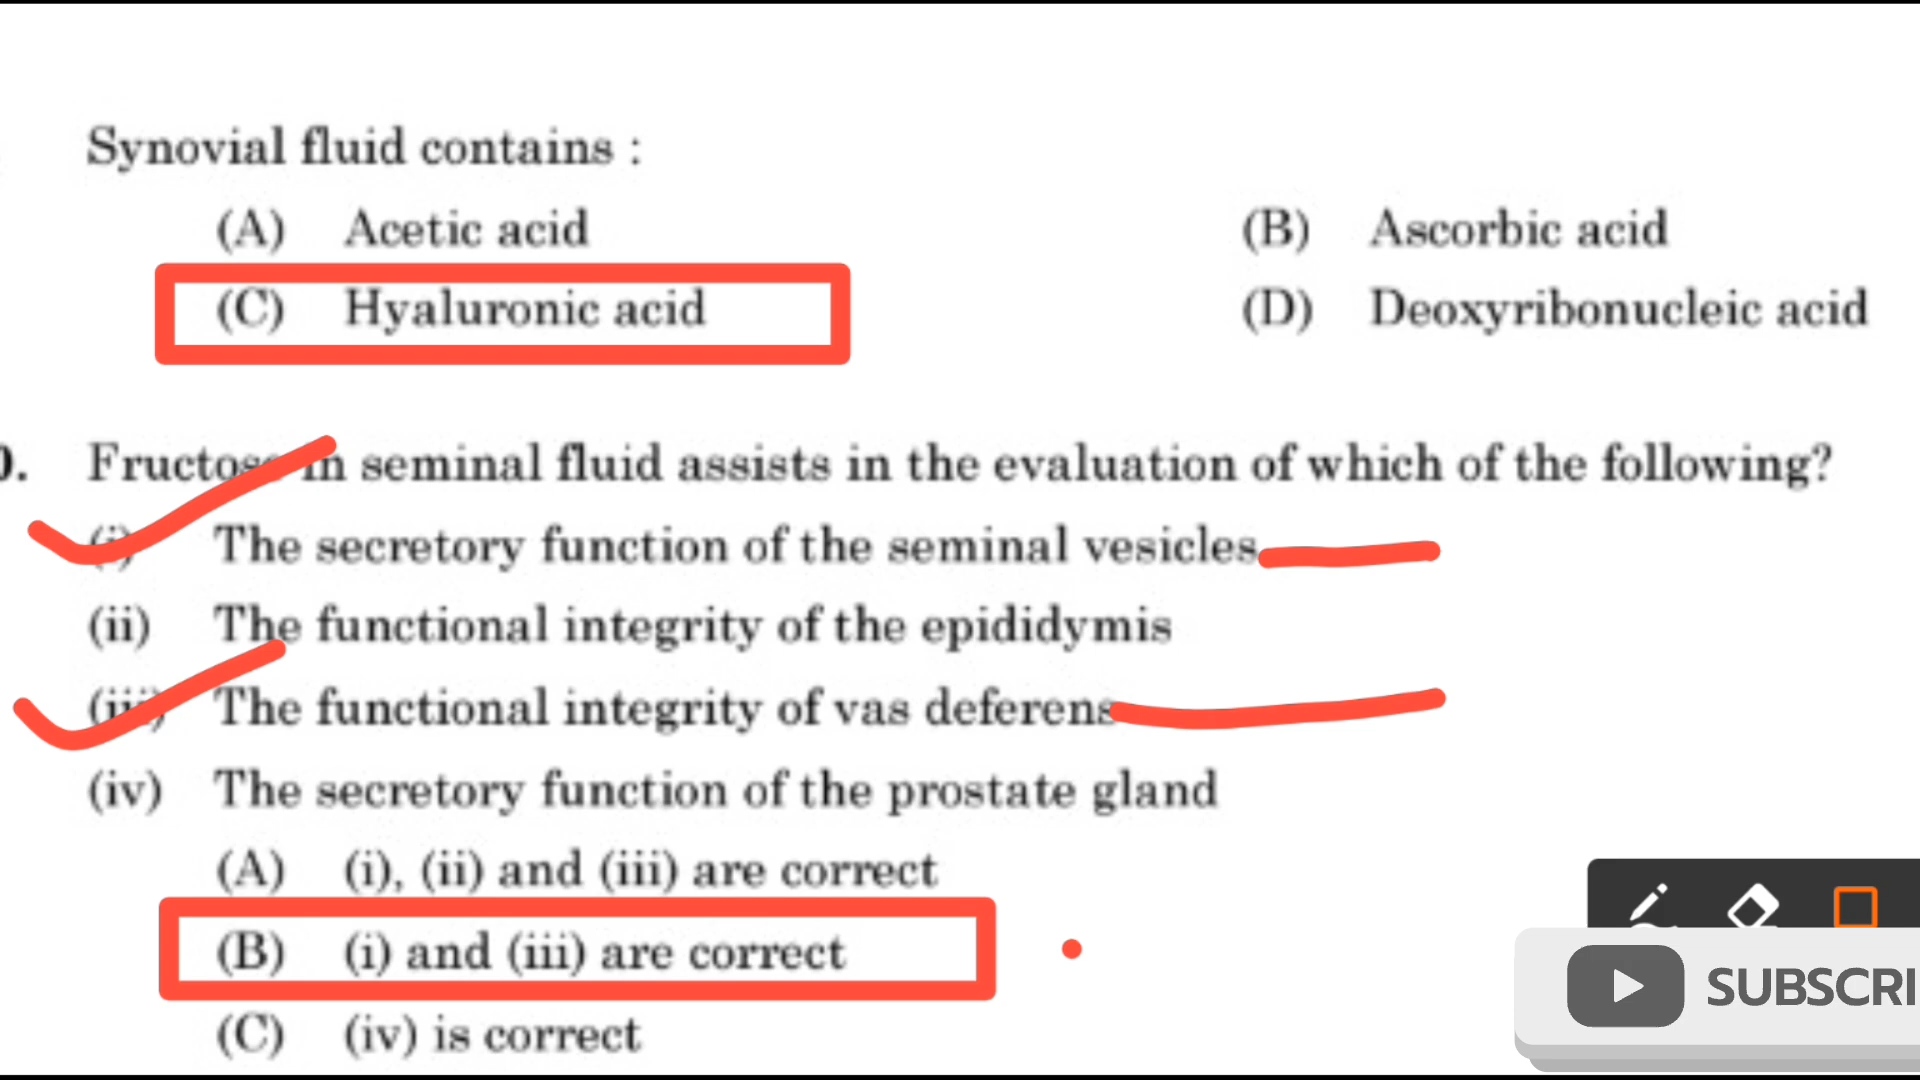 Synovial fluid contains :
(A) Acetic acid (B) Ascorbic acid
(C) Hyaluronic acid (D) Deoxyribonucleic acid
Fructose in seminal fluid assists in the evaluation of which of the following?
(i) The secretory function of the seminal vesicles
(ii) The functional integrity of the epididymis
(iii) The functional integrity of vas deferens
(iv) The secretory function of the prostate gland
(A) (i), (ii) and (iii) are correct
(B) (i) and (iii) are correct
(C) (iv) is correct
SUBSCRI